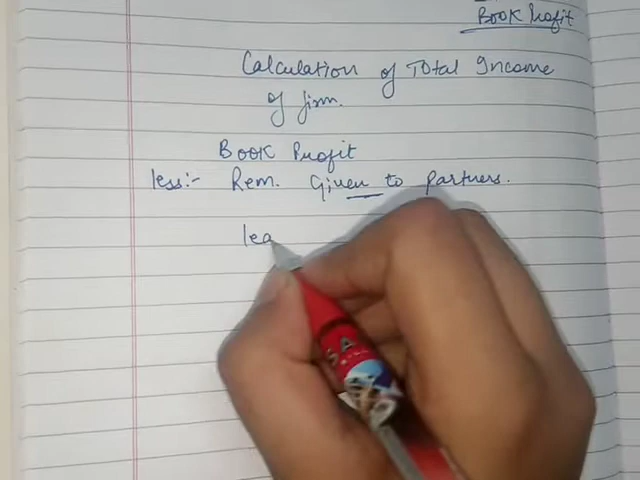 Book Profit
Calculation of Total Income
of firm.
Book Profit
less:- Rem. Given to partners.
lea